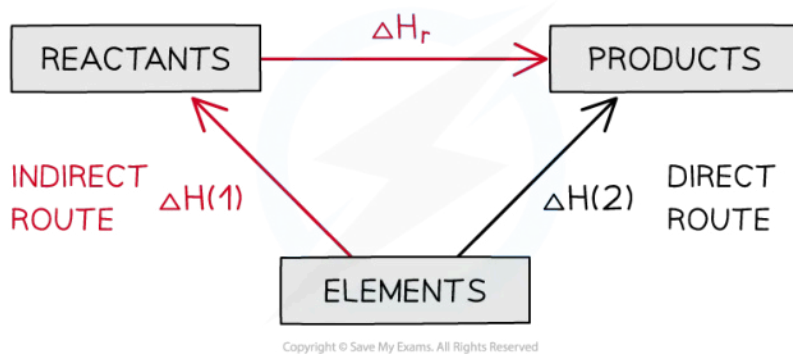 ΔHr
REACTANTS
PRODUCTS
INDIRECT
ROUTE
ΔH(1)
ΔH(2)
DIRECT
ROUTE
ELEMENTS
Copyright © Save My Exams. All Rights Reserved